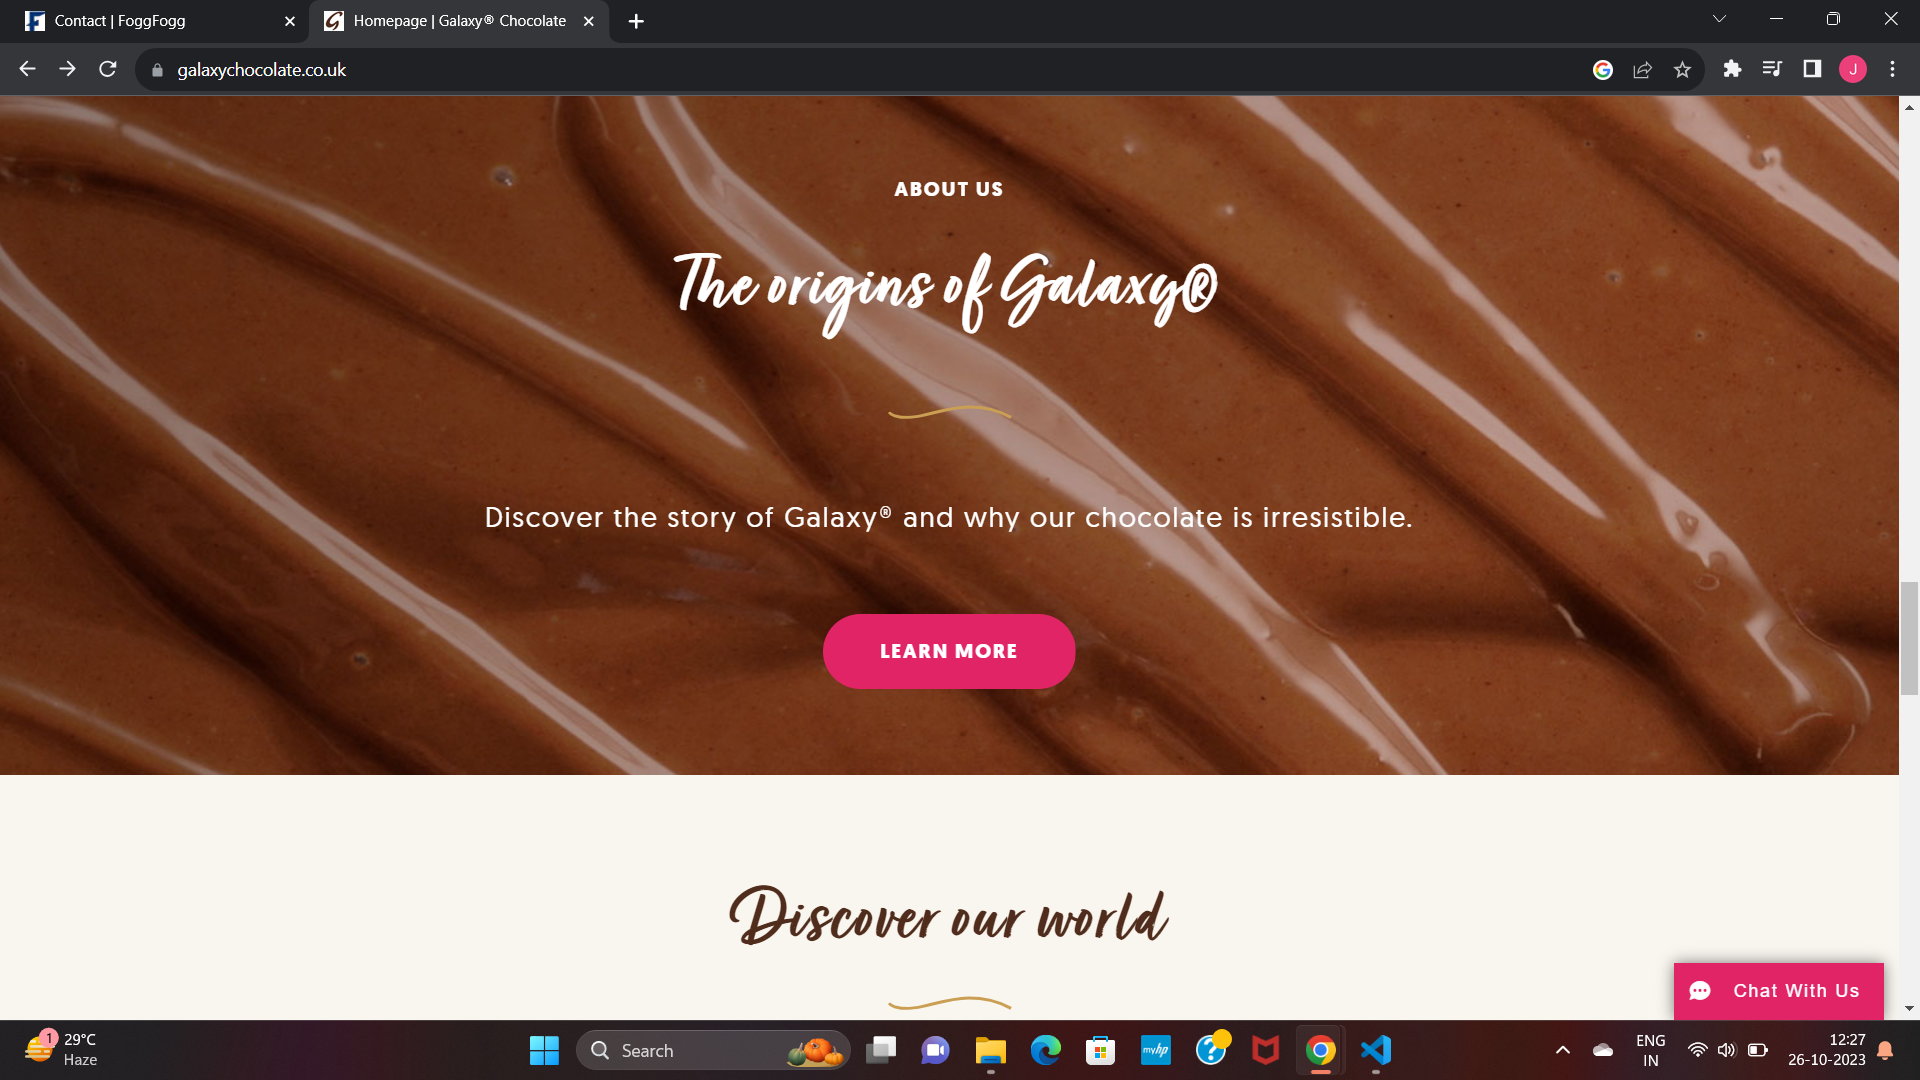 Contact | FoggFogg
Homepage | Galaxy® Chocolate
galaxychocolate.co.uk
J
ABOUT US
The origins of Galaxy®
Discover the story of Galaxy® and why our chocolate is irresistible.
LEARN MORE
Discover our world
Chat With Us
1
29°C
Haze
Search
myhp
ENG
IN
12:27
26-10-2023